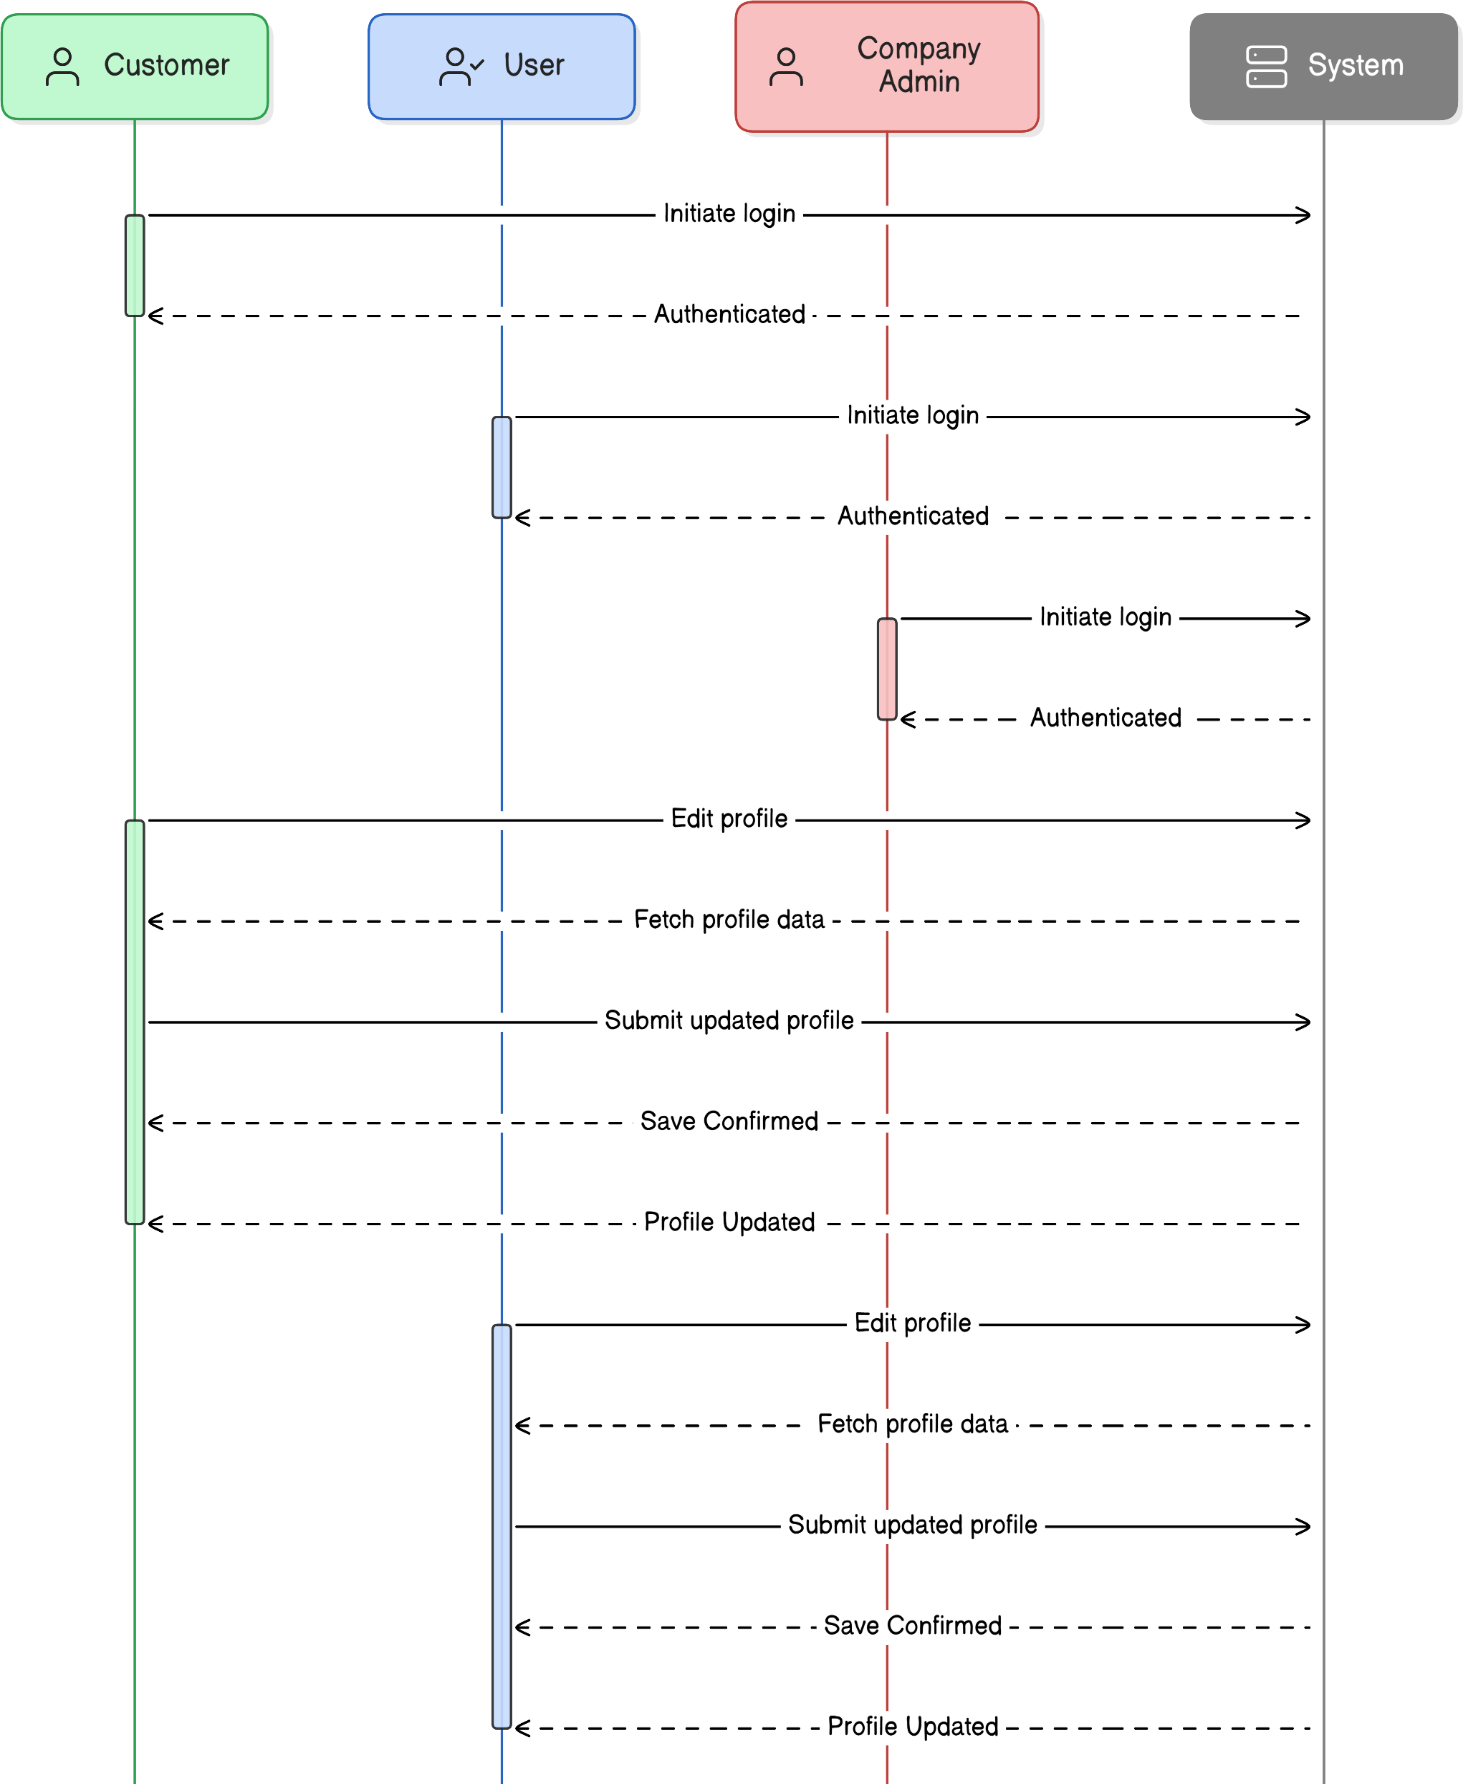 Customer
User
Company
Admin
System
Initiate login
Authenticated
Initiate login
Authenticated
Initiate login
Authenticated
Edit profile
Fetch profile data
Submit updated profile
Save Confirmed
Profile Updated
Edit profile
Fetch profile data
Submit updated profile
Save Confirmed
Profile Updated